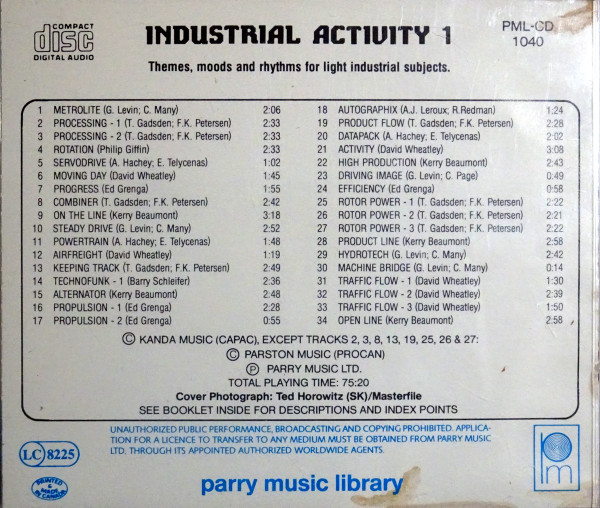 COMPACT
disc
DIGITAL AUDIO
INDUSTRIAL ACTIVITY 1
PML-CD
1040
Themes, moods and rhythms for light industrial subjects.
1 METROLITE (G. Levin; C. Many) 2:06
2 PROCESSING - 1 (T. Gadsden; F.K. Petersen) 2:33
3 PROCESSING - 2 (T. Gadsden; F.K. Petersen) 2:33
4 ROTATION (Philip Giffin) 2:33
5 SERVODRIVE (A. Hachey; E. Telycenas) 1:02
6 MOVING DAY (David Wheatley) 1:45
7 PROGRESS (Ed Grenga) 1:55
8 COMBINER (T. Gadsden; F.K. Petersen) 2:42
9 ON THE LINE (Kerry Beaumont) 3:18
10 STEADY DRIVE (G. Levin; C. Many) 2:52
11 POWERTRAIN (A. Hachey; E. Telycenas) 1:48
12 AIRFREIGHT (David Wheatley) 1:19
13 KEEPING TRACK (T. Gadsden; F.K. Petersen) 2:49
14 TECHNOFUNK - 1 (Barry Schleifer) 2:36
15 ALTERNATOR (Kerry Beaumont) 2:48
16 PROPULSION - 1 (Ed Grenga) 2:28
17 PROPULSION - 2 (Ed Grenga) 0:55
18 AUTOGRAPHIX (A.J. Leroux; R.Redman) 1:24
19 PRODUCT FLOW (T. Gadsden; F.K. Petersen) 2:28
20 DATAPACK (A. Hachey; E. Telycenas) 2:02
21 ACTIVITY (David Wheatley) 3:08
22 HIGH PRODUCTION (Kerry Beaumont) 2:43
23 DRIVING IMAGE (G. Levin; C. Page) 0:49
24 EFFICIENCY (Ed Grenga) 0:58
25 ROTOR POWER - 1 (T. Gadsden; F.K. Petersen) 2:22
26 ROTOR POWER - 2 (T. Gadsden; F.K. Petersen) 2:21
27 ROTOR POWER - 3 (T. Gadsden; F.K. Petersen) 2:22
28 PRODUCT LINE (Kerry Beaumont) 2:58
29 HYDROTECH (G. Levin; C. Many) 2:42
30 MACHINE BRIDGE (G. Levin; C. Many) 0:14
31 TRAFFIC FLOW - 1 (David Wheatley) 1:30
32 TRAFFIC FLOW - 2 (David Wheatley) 2:39
33 TRAFFIC FLOW - 3 (David Wheatley) 1:50
34 OPEN LINE (Kerry Beaumont) 2:58
Ⓒ KANDA MUSIC (CAPAC), EXCEPT TRACKS 2, 3, 8, 13, 19, 25, 26 & 27:
Ⓒ PARSTON MUSIC (PROCAN)
Ⓟ PARRY MUSIC LTD.
TOTAL PLAYING TIME: 75:20
Cover Photograph: Ted Horowitz (SK)/Masterfile
SEE BOOKLET INSIDE FOR DESCRIPTIONS AND INDEX POINTS
UNAUTHORIZED PUBLIC PERFORMANCE, BROADCASTING AND COPYING PROHIBITED. APPLICA-
TION FOR A LICENCE TO TRANSFER TO ANY MEDIUM MUST BE OBTAINED FROM PARRY MUSIC
LTD. THROUGH ITS APPOINTED AUTHORIZED WORLDWIDE AGENTS.
LC 8225
PRINTED
& MADE
IN CANADA
parry music library
pm